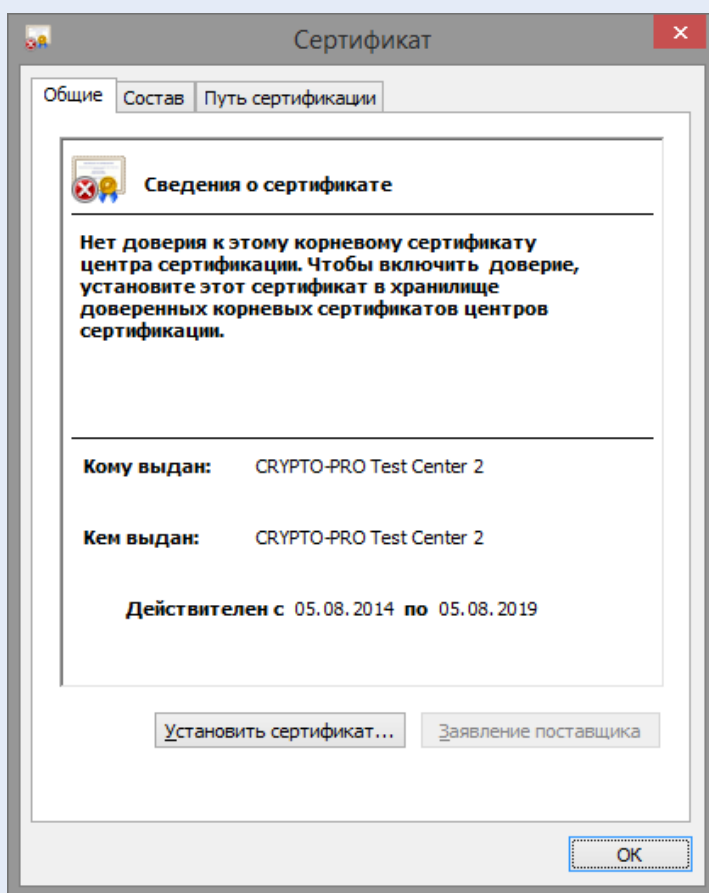 Сертификат
Общие
Состав
Путь сертификации
Сведения о сертификате
Нет доверия к этому корневому сертификату
центра сертификации. Чтобы включить доверие,
установите этот сертификат в хранилище
доверенных корневых сертификатов центров
сертификации.
Кому выдан: CRYPTO-PRO Test Center 2
Кем выдан: CRYPTO-PRO Test Center 2
Действителен с 05.08.2014 по 05.08.2019
Установить сертификат...
Заявление поставщика
ОК